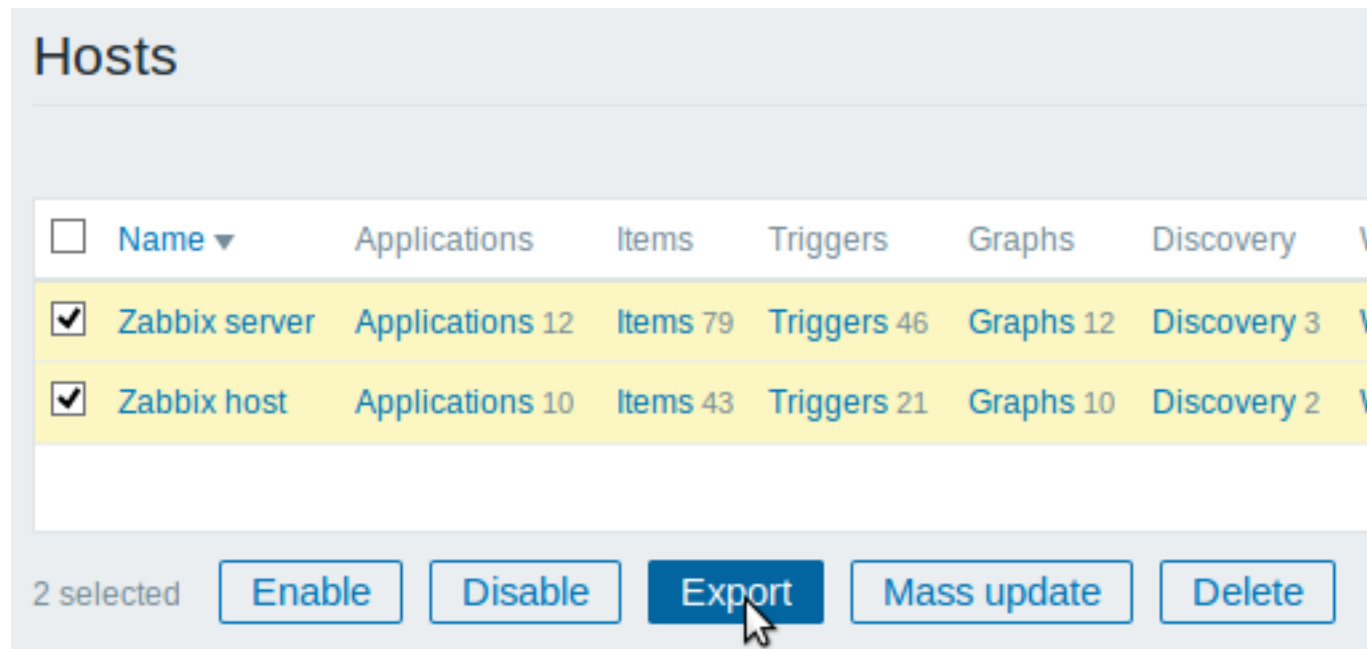 Hosts
Name Applications Items Triggers Graphs Discovery
Zabbix server Applications 12 Items 79 Triggers 46 Graphs 12 Discovery 3
Zabbix host Applications 10 Items 43 Triggers 21 Graphs 10 Discovery 2
2 selected Enable Disable Export Mass update Delete